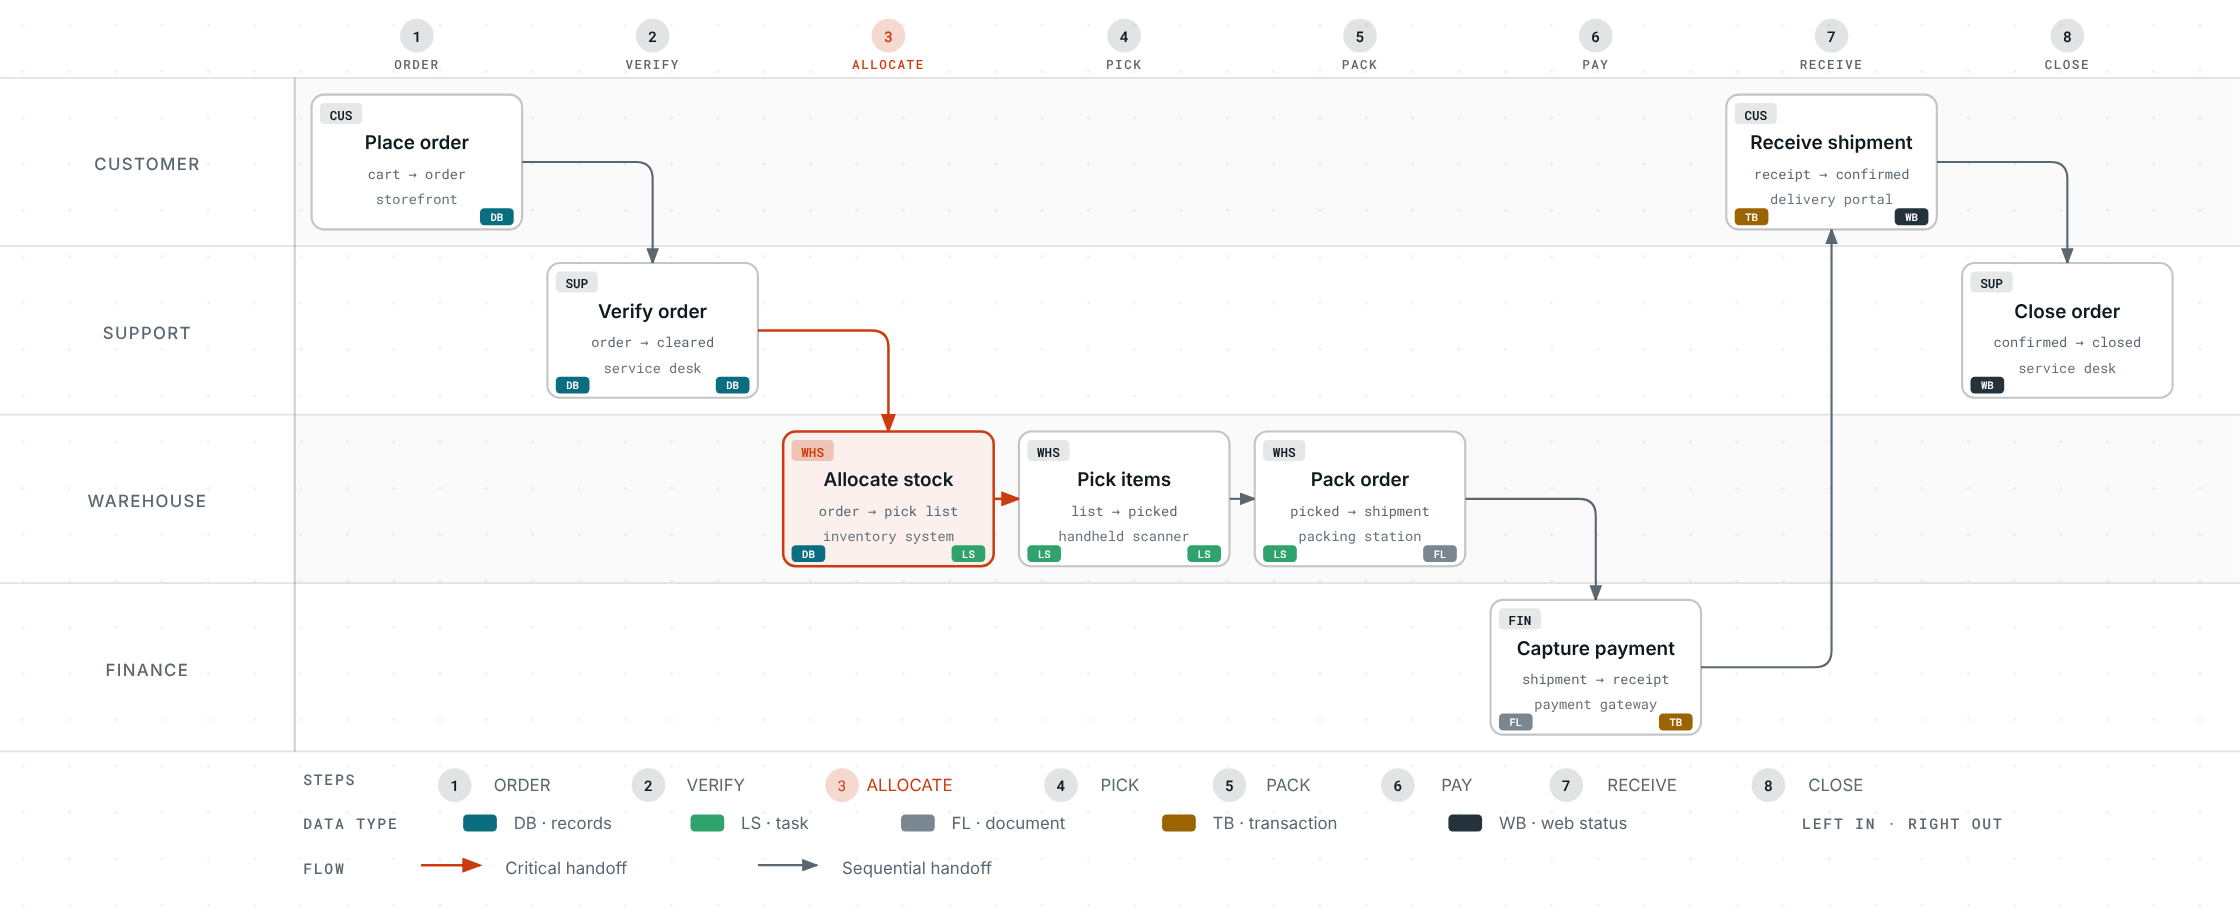 1 2 3 4 5 6 7 8
ORDER VERIFY ALLOCATE PICK PACK PAY RECEIVE CLOSE
CUSTOMER
CUS
Place order
cart → order
storefront
DB
CUS
Receive shipment
receipt → confirmed
delivery portal
TB WB
SUPPORT
SUP
Verify order
order → cleared
service desk
DB DB
SUP
Close order
confirmed → closed
service desk
WB
WAREHOUSE
WHS
Allocate stock
order → pick list
inventory system
DB LS
WHS
Pick items
list → picked
handheld scanner
LS LS
WHS
Pack order
picked → shipment
packing station
LS FL
FINANCE
FIN
Capture payment
shipment → receipt
payment gateway
FL TB
STEPS 1 ORDER 2 VERIFY 3 ALLOCATE 4 PICK 5 PACK 6 PAY 7 RECEIVE 8 CLOSE
DATA TYPE DB · records LS · task FL · document TB · transaction WB · web status LEFT IN · RIGHT OUT
FLOW Critical handoff Sequential handoff